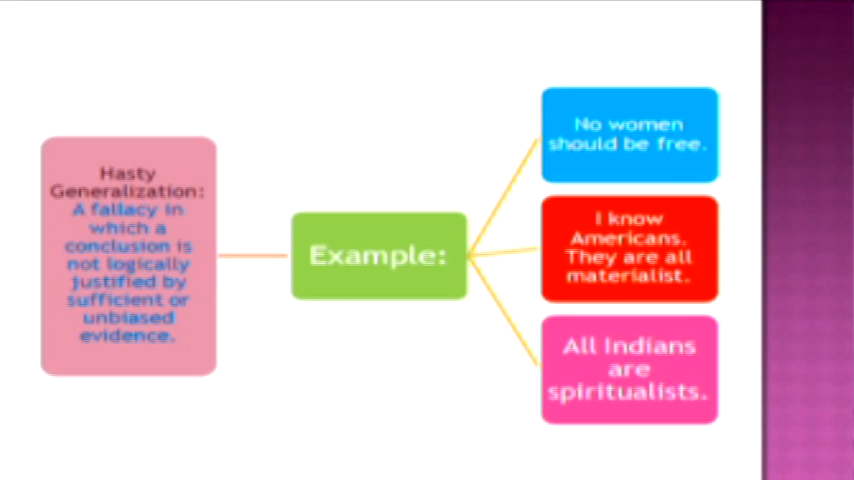 Hasty
Generalization:
A fallacy in
which a
conclusion is
not logically
justified by
sufficient or
unbiased
evidence.
Example:
No women
should be free.
I know
Americans.
They are all
materialist.
All Indians
are
spiritualists.